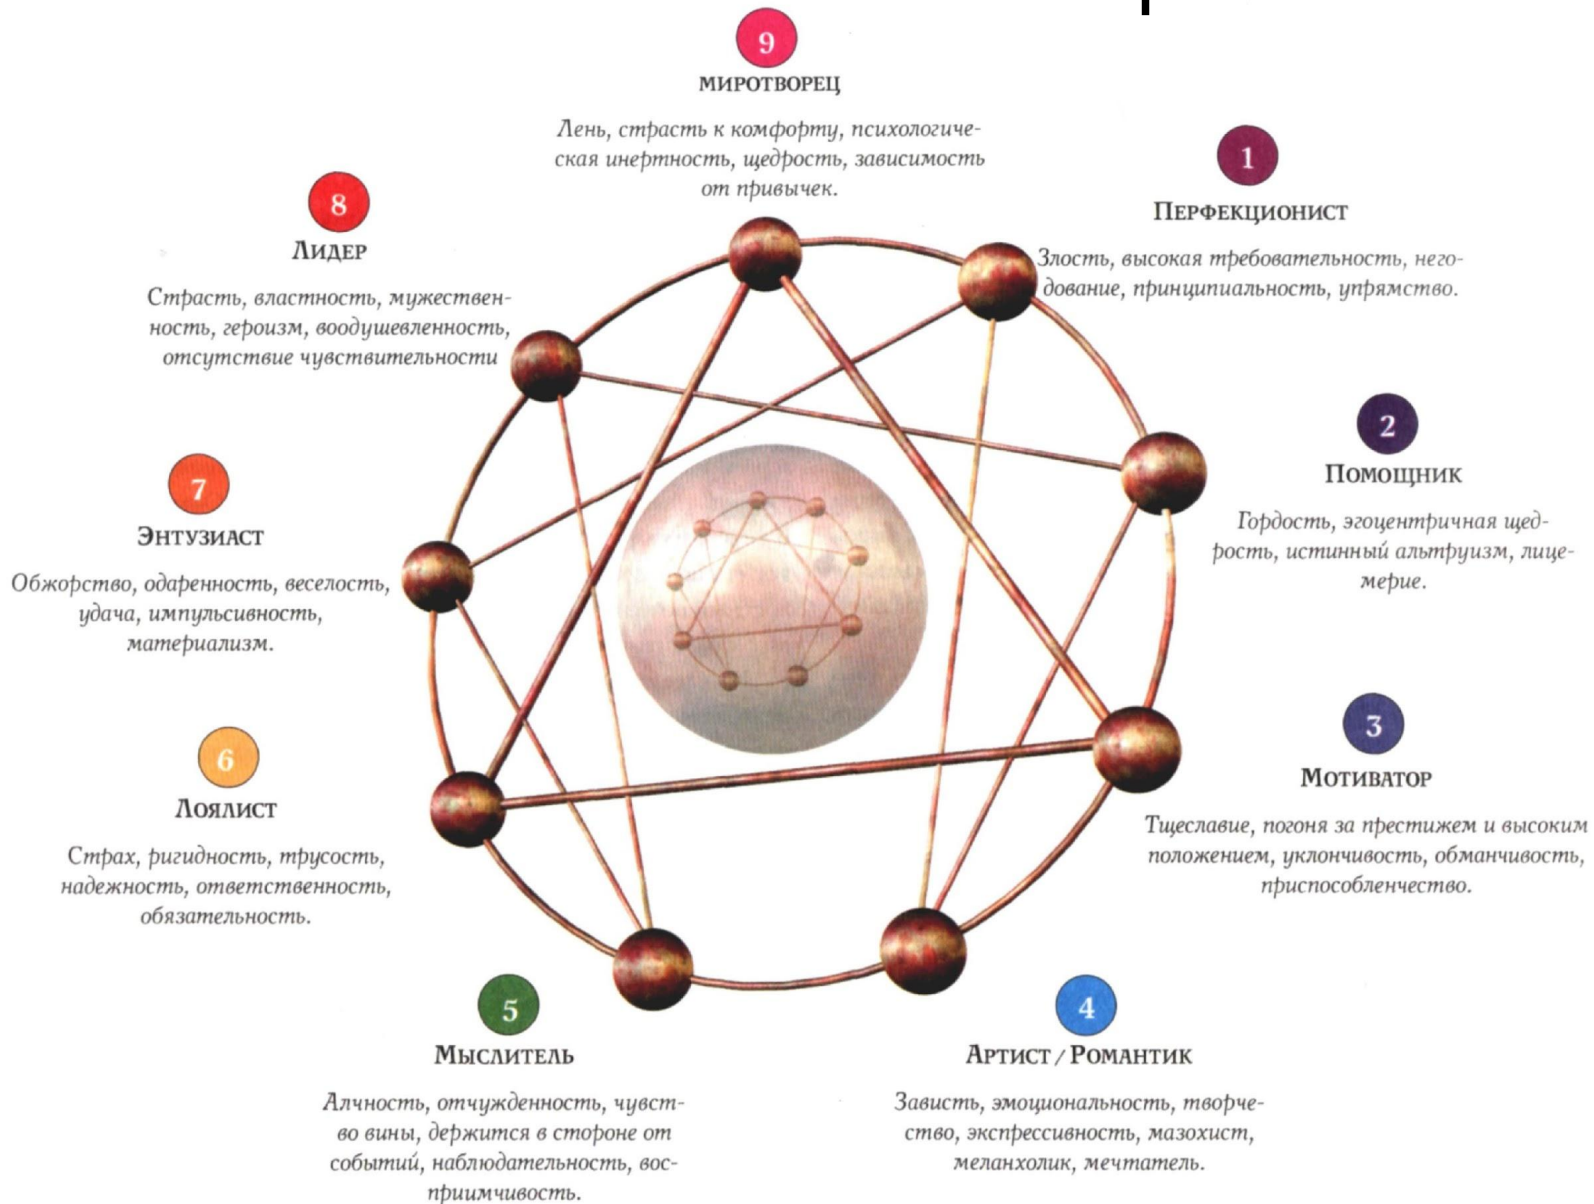 9
МИРОТВОРЕЦ
Лень, страсть к комфорту, психологиче-
ская инертность, щедрость, зависимость
от привычек.
1
ПЕРФЕКЦИОНИСТ
Злость, высокая требовательность, него-
дование, принципиальность, упрямство.
8
ЛИДЕР
Страсть, властность, мужествен-
ность, героизм, воодушевленность,
отсутствие чувствительности
2
ПОМОЩНИК
Гордость, эгоцентричная щед-
рость, истинный альтруизм, лице-
мерие.
7
ЭНТУЗИАСТ
Обжорство, одаренность, веселость,
удача, импульсивность,
материализм.
3
МОТИВАТОР
Тщеславие, погоня за престижем и высоким
положением, уклончивость, обманчивость,
приспособленчество.
6
ЛОЯЛИСТ
Страх, ригидность, трусость,
надежность, ответственность,
обязательность.
5
МЫСЛИТЕЛЬ
Алчность, отчужденность, чувст-
во вины, держится в стороне от
событий, наблюдательность, вос-
приимчивость.
4
АРТИСТ / РОМАНТИК
Зависть, эмоциональность, творче-
ство, экспрессивность, мазохист,
меланхолик, мечтатель.